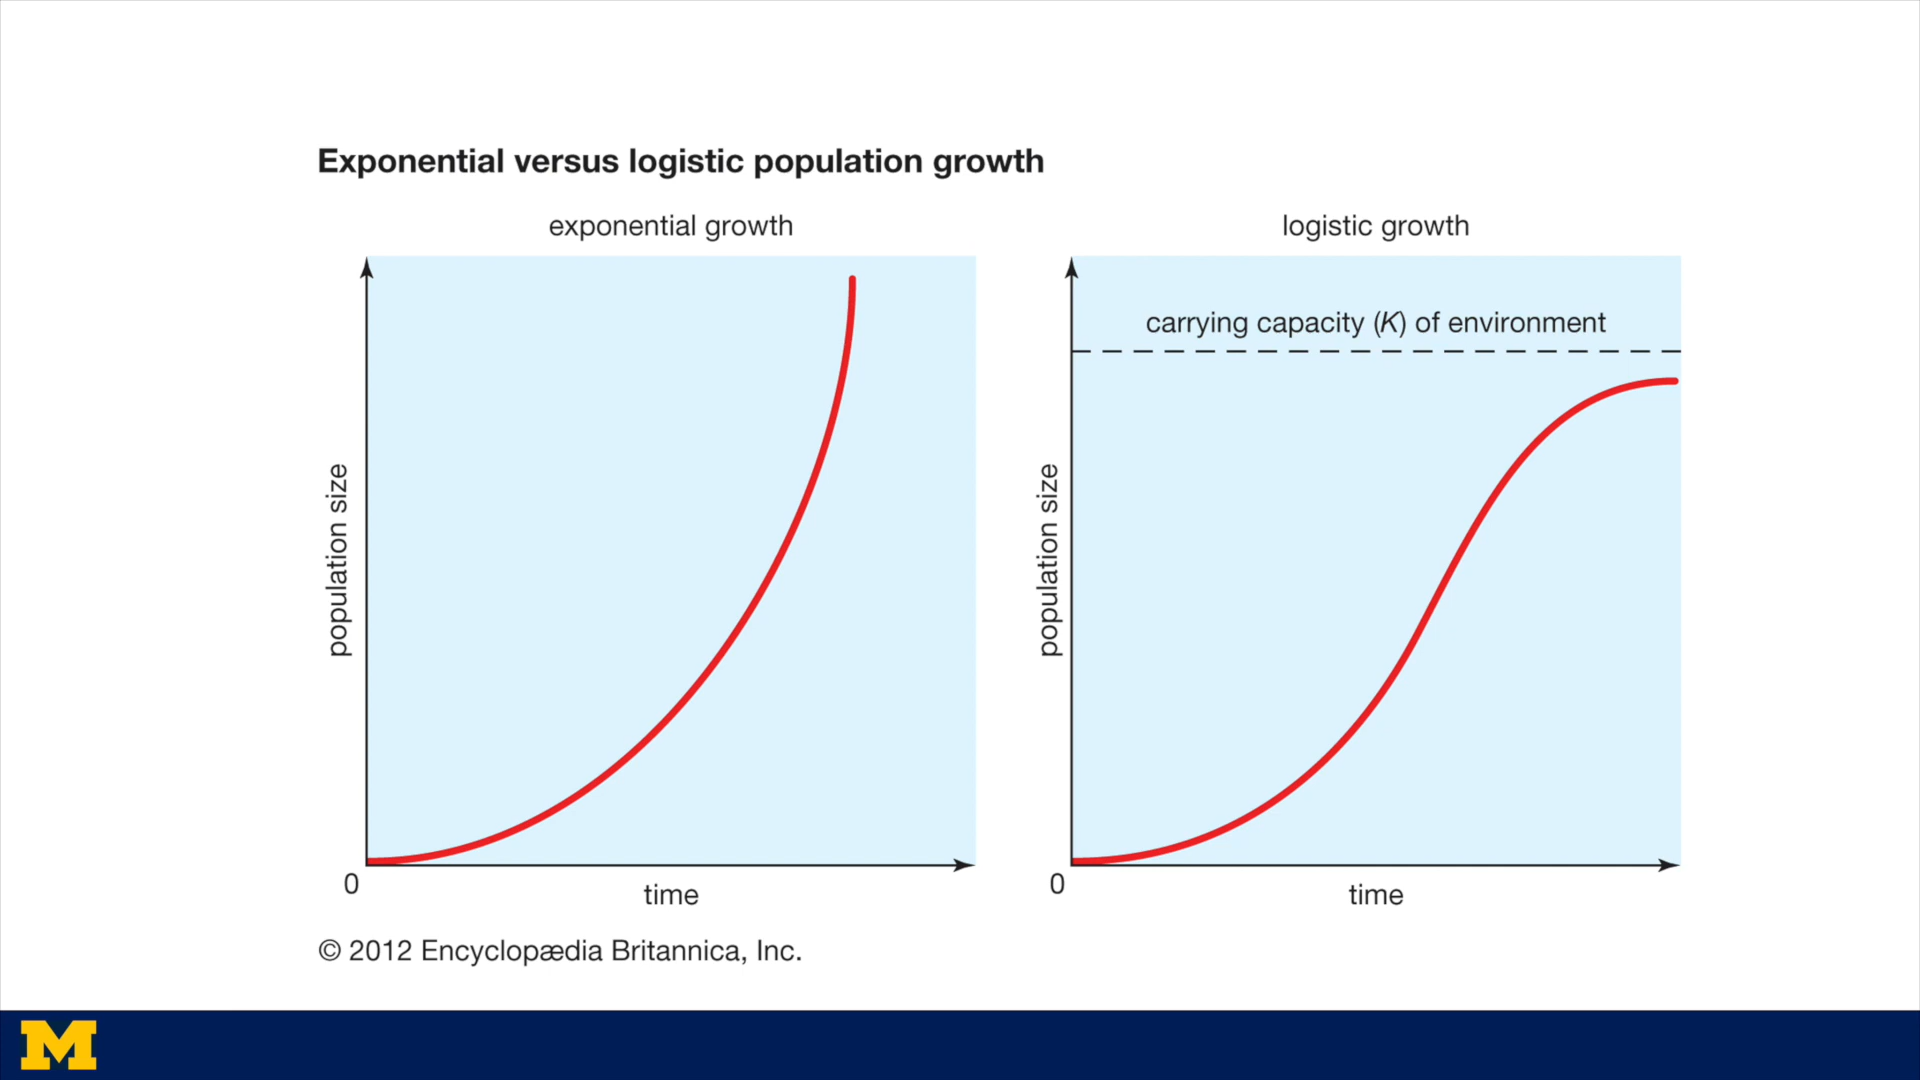 Exponential versus logistic population growth
exponential growth
population size
0
time
logistic growth
carrying capacity (K) of environment
population size
0
time
© 2012 Encyclopædia Britannica, Inc.
M